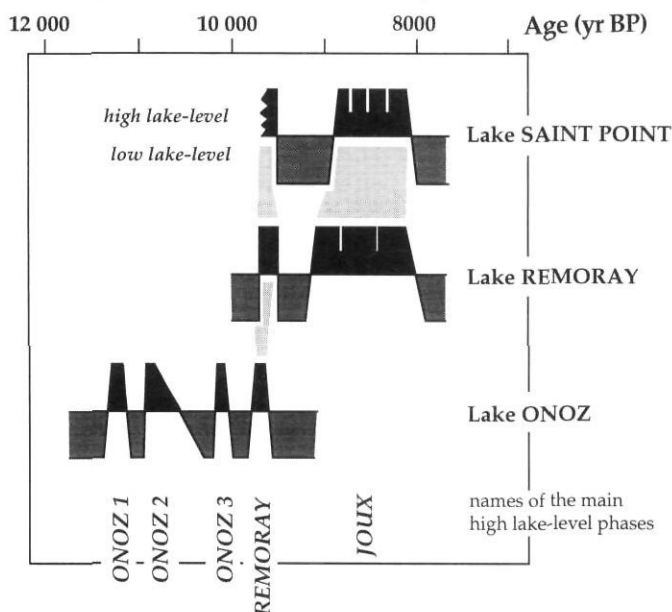 12 000 10 000 8000 Age (yr BP)
high lake-level
low lake-level
Lake SAINT POINT
Lake REMORAY
Lake ONOZ
ONOZ 1
ONOZ 2
ONOZ 3
REMORAY
JOUX
names of the main
high lake-level phases